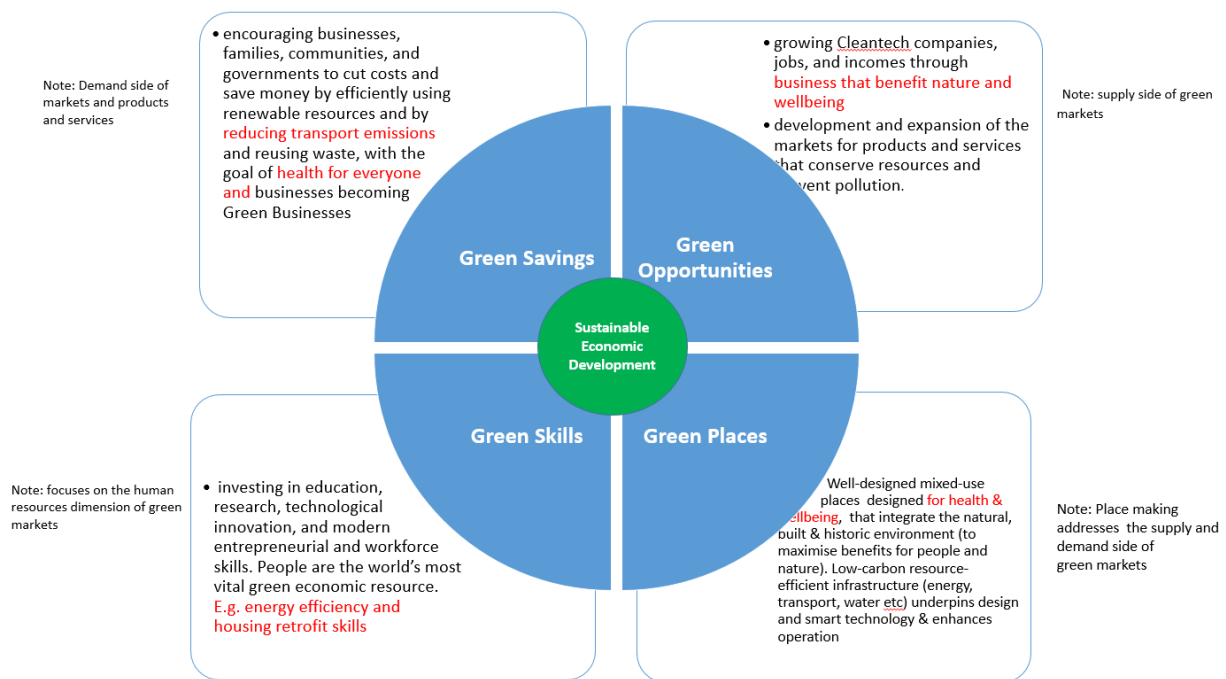 Note: Demand side of
markets and products
and services
• encouraging businesses,
families, communities, and
governments to cut costs and
save money by efficiently using
renewable resources and by
reducing transport emissions
and reusing waste, with the
goal of health for everyone
and businesses becoming
Green Businesses
• growing Cleantech companies,
jobs, and incomes through
business that benefit nature and
wellbeing
• development and expansion of the
markets for products and services
that conserve resources and
vent pollution.
Note: supply side of green
markets
Green Savings
Green
Opportunities
Sustainable
Economic
Development
Green Skills
Green Places
Note: focuses on the human
resources dimension of green
markets
• investing in education,
research, technological
innovation, and modern
entrepreneurial and workforce
skills. People are the world's most
vital green economic resource.
E.g. energy efficiency and
housing retrofit skills
Well-designed mixed-use
places designed for health &
ellbeing, that integrate the natural,
built & historic environment (to
maximise benefits for people and
nature). Low-carbon resource-
efficient infrastructure (energy,
transport, water etc) underpins design
and smart technology & enhances
operation
Note: Place making
addresses the supply and
demand side of
green markets